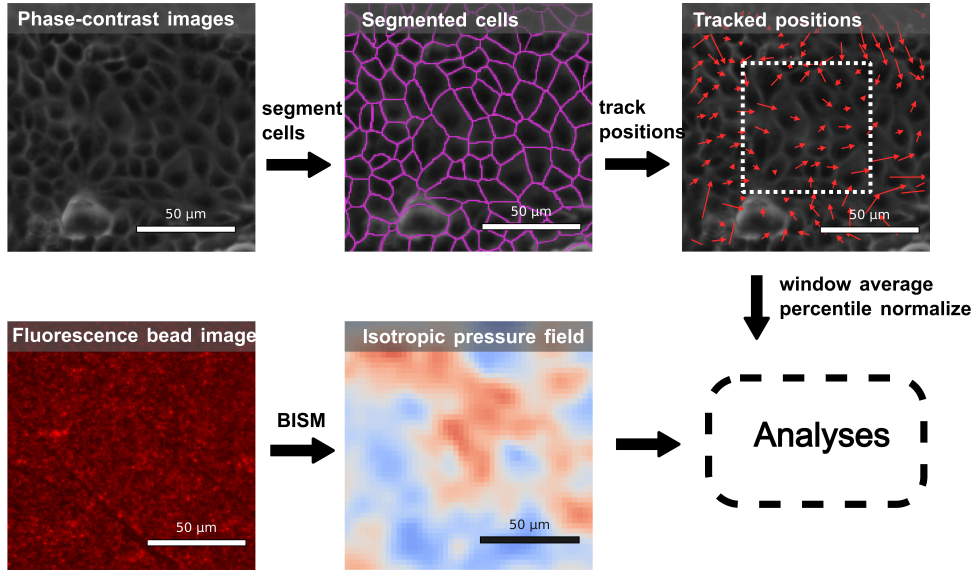 Phase-contrast images
Segmented cells
Tracked positions
segment
cells
track
positions
50 µm
50 µm
50 µm
window average
percentile normalize
Fluorescence bead image
Isotropic pressure field
BISM
Analyses
50 µm
50 µm